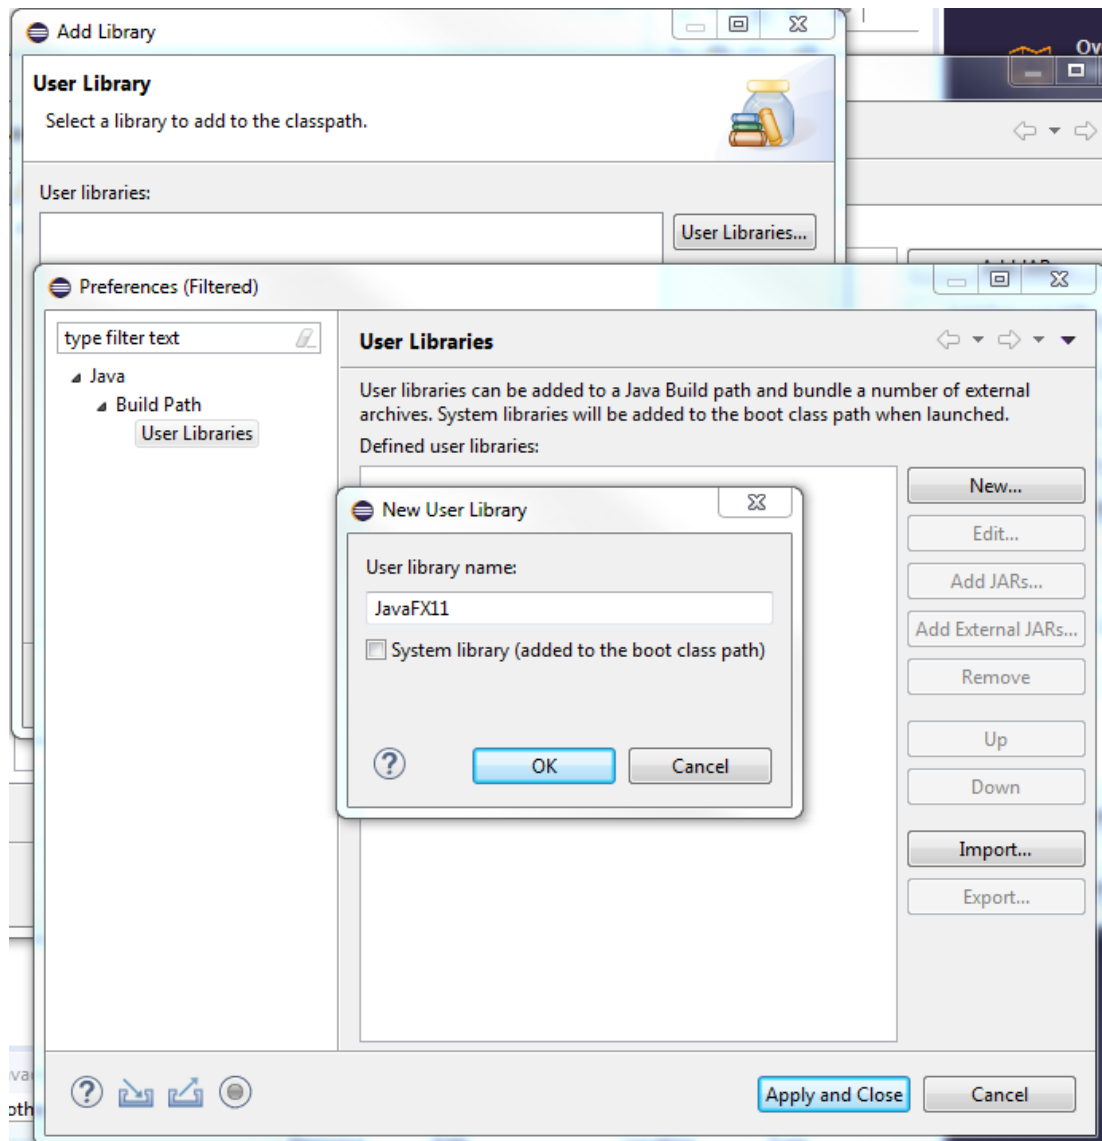 Add Library
Ov
User Library
Select a library to add to the classpath.
User libraries:
User Libraries...
Preferences (Filtered)
type filter text
Java
Build Path
User Libraries
User Libraries
User libraries can be added to a Java Build path and bundle a number of external
archives. System libraries will be added to the boot class path when launched.
Defined user libraries:
New...
Edit...
Add JARs...
Add External JARs...
Remove
Up
Down
Import...
Export...
New User Library
User library name:
JavaFX11
System library (added to the boot class path)
OK
Cancel
Apply and Close
Cancel